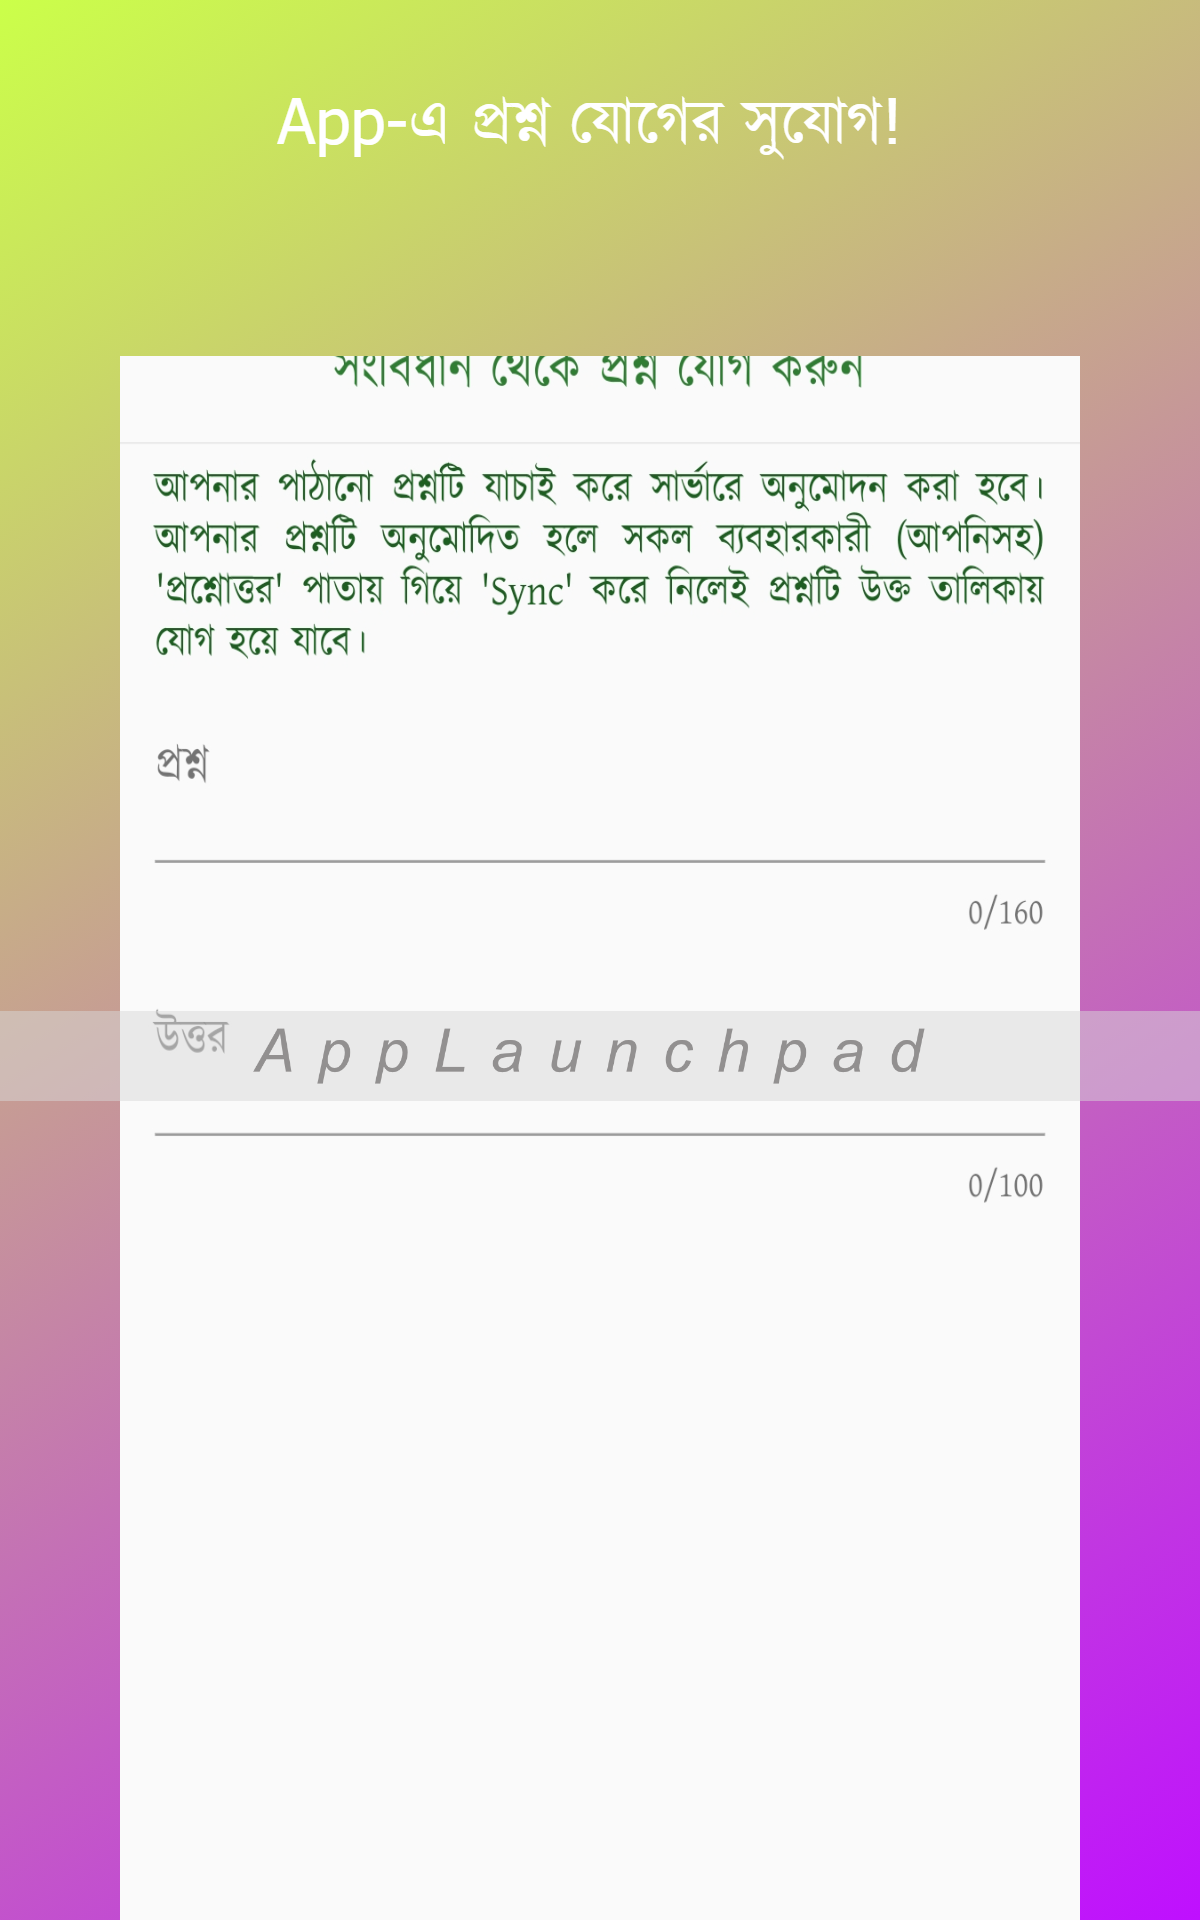 App-এ প্রশ্ন যোগের সুযোগ!
সংবিধান থেকে প্রশ্ন যোগ করুন
আপনার পাঠানো প্রশ্নটি যাচাই করে সার্ভারে অনুমোদন করা হবে।
আপনার প্রশ্নটি অনুমোদিত হলে সকল ব্যবহারকারী (আপনিসহ)
'প্রশ্নোত্তর' পাতায় গিয়ে 'Sync' করে নিলেই প্রশ্নটি উক্ত তালিকায়
যোগ হয়ে যাবে।
প্রশ্ন
0/160
উত্তর
AppLaunchpad
0/100